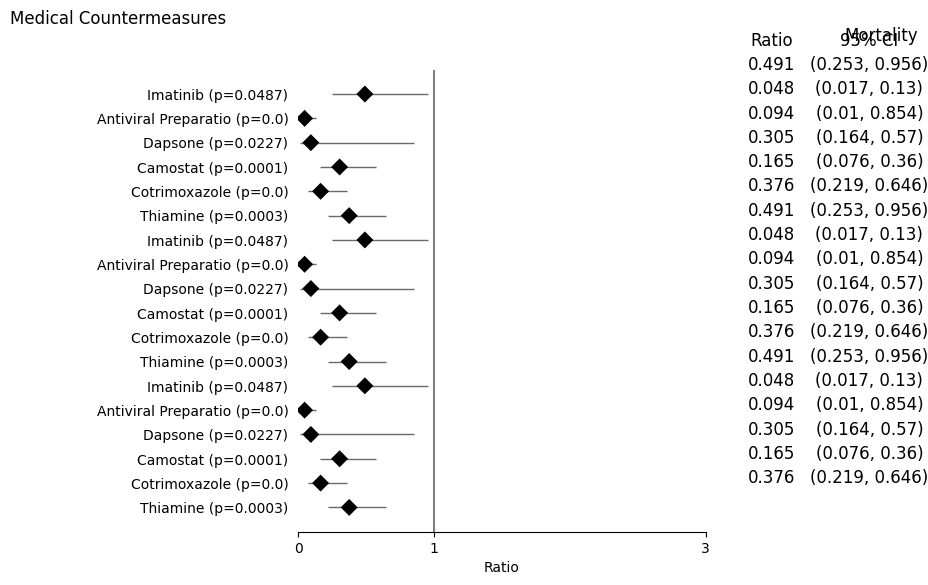 Medical Countermeasures
Mortality
Ratio 95% CI
0.491 (0.253, 0.956)
Imatinib (p=0.0487) 0.048 (0.017, 0.13)
Antiviral Preparatio (p=0.0) 0.094 (0.01, 0.854)
Dapsone (p=0.0227) 0.305 (0.164, 0.57)
Camostat (p=0.0001) 0.165 (0.076, 0.36)
Cotrimoxazole (p=0.0) 0.376 (0.219, 0.646)
Thiamine (p=0.0003) 0.491 (0.253, 0.956)
Imatinib (p=0.0487) 0.048 (0.017, 0.13)
Antiviral Preparatio (p=0.0) 0.094 (0.01, 0.854)
Dapsone (p=0.0227) 0.305 (0.164, 0.57)
Camostat (p=0.0001) 0.165 (0.076, 0.36)
Cotrimoxazole (p=0.0) 0.376 (0.219, 0.646)
Thiamine (p=0.0003) 0.491 (0.253, 0.956)
Imatinib (p=0.0487) 0.048 (0.017, 0.13)
Antiviral Preparatio (p=0.0) 0.094 (0.01, 0.854)
Dapsone (p=0.0227) 0.305 (0.164, 0.57)
Camostat (p=0.0001) 0.165 (0.076, 0.36)
Cotrimoxazole (p=0.0) 0.376 (0.219, 0.646)
Thiamine (p=0.0003)
0 1 3
Ratio